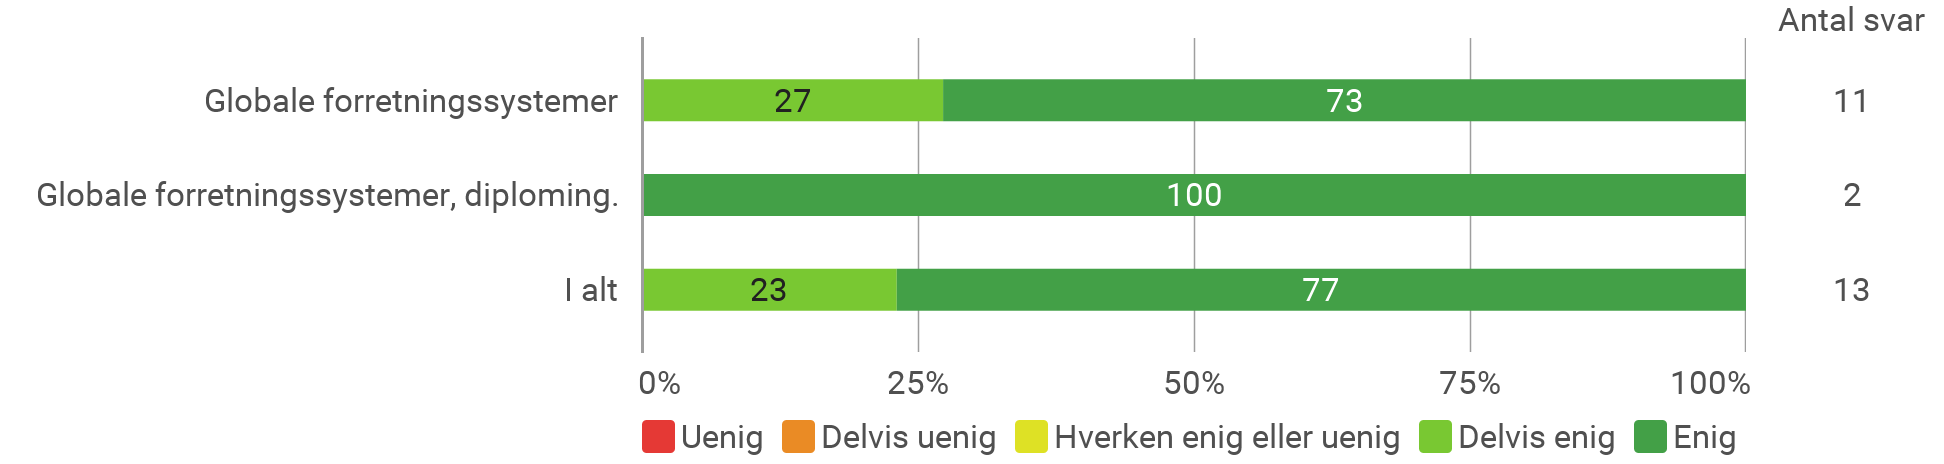 Antal svar
Globale forretningssystemer 27 73 11
Globale forretningssystemer, diploming. 100 2
I alt 23 77 13
0% 25% 50% 75% 100%
Uenig Delvis uenig Hverken enig eller uenig Delvis enig Enig